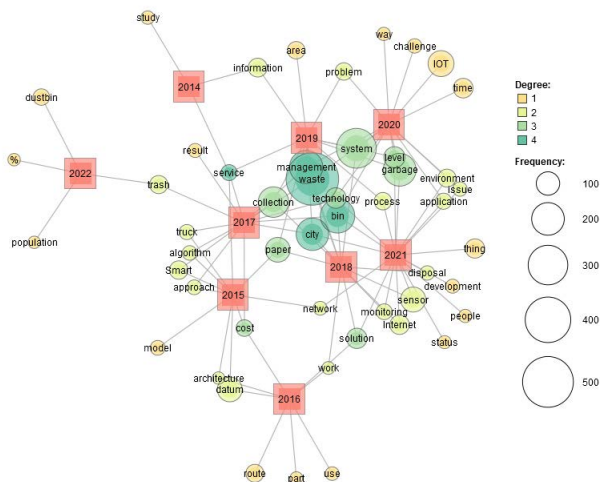 study
way
challenge
area
IOT
information
problem
time
dustbin
2014
2020
2019
system
result
level
garbage
%
2022
service
management
waste
environment
Issue
trash
collection
technology
process
application
bin
2017
truck
city
algorithm
paper
2021
thing
Smart
2018
disposal
approach
development
2015
sensor
network
monitoring
people
Internet
population
cost
solution
status
model
work
architecture
datum
2016
route
part
use
Degree:
1
2
3
4
Frequency:
100
200
300
400
500